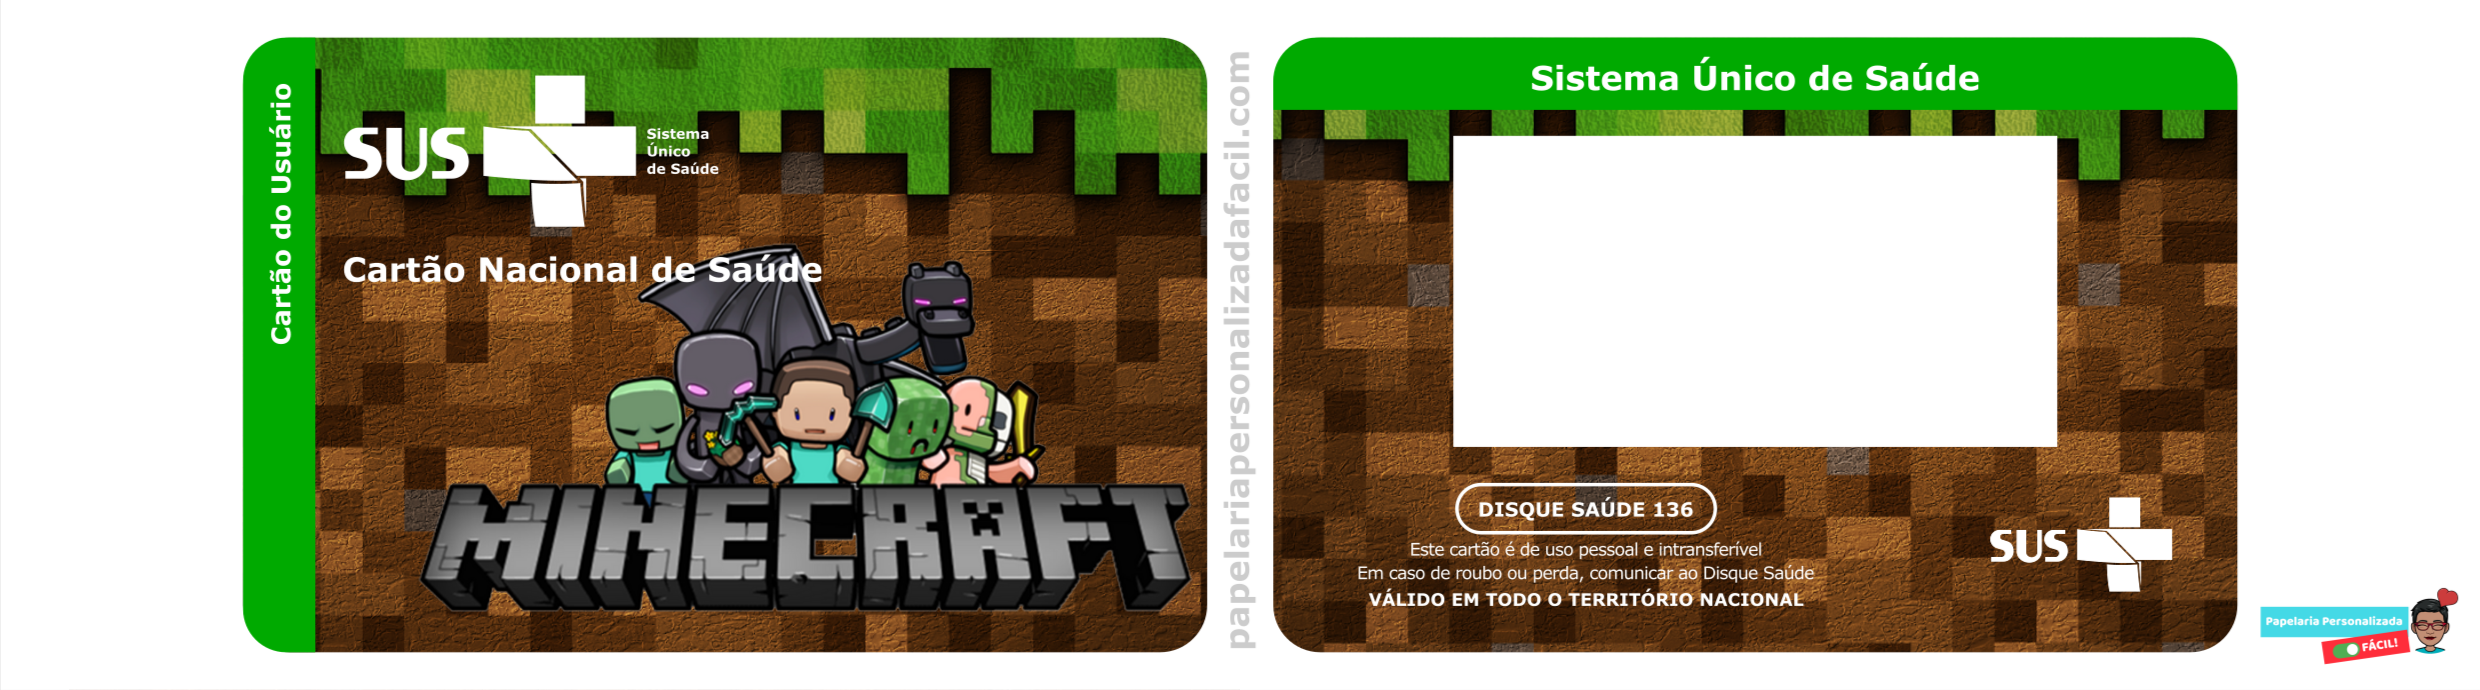 Cartão do Usuário
SUS
Sistema
Único
de Saúde
Cartão Nacional de Saúde
MINECRAFT
papelariapersonalizadafacil.com
Sistema Único de Saúde
DISQUE SAÚDE 136
Este cartão é de uso pessoal e intransferível
Em caso de roubo ou perda, comunicar ao Disque Saúde
VÁLIDO EM TODO O TERRITÓRIO NACIONAL
SUS
Papelaria Personalizada
FÁCIL!